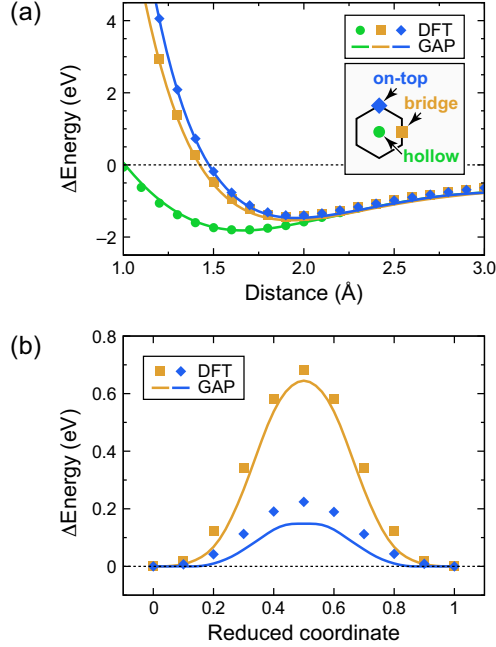 (a)
ΔEnergy (eV)
4
2
0
−2
DFT
GAP
on-top
bridge
hollow
1.0
1.5
2.0
2.5
3.0
Distance (Å)
(b)
ΔEnergy (eV)
0.8
0.6
0.4
0.2
0
DFT
GAP
0
0.2
0.4
0.6
0.8
1
Reduced coordinate